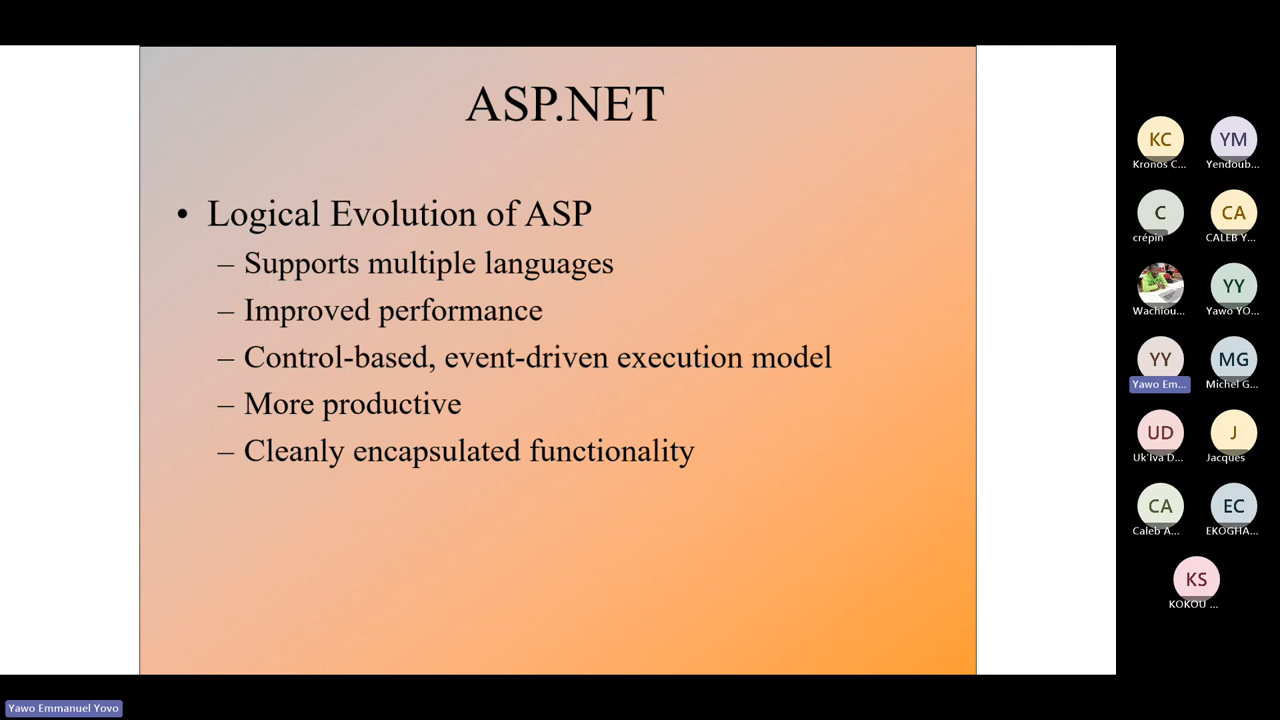 ASP.NET
• Logical Evolution of ASP
– Supports multiple languages
– Improved performance
– Control-based, event-driven execution model
– More productive
– Cleanly encapsulated functionality
KC YM
Kronos C... Yendoub...
C CA
crépin CALEB Y...
YY
Wachiou... Yawo YO...
YY MG
Yawo Em... Michel G...
UD J
Uk'Iva D... Jacques
CA EC
Caleb A... EKOGHA...
KS
KOKOU ...
Yawo Emmanuel Yovo